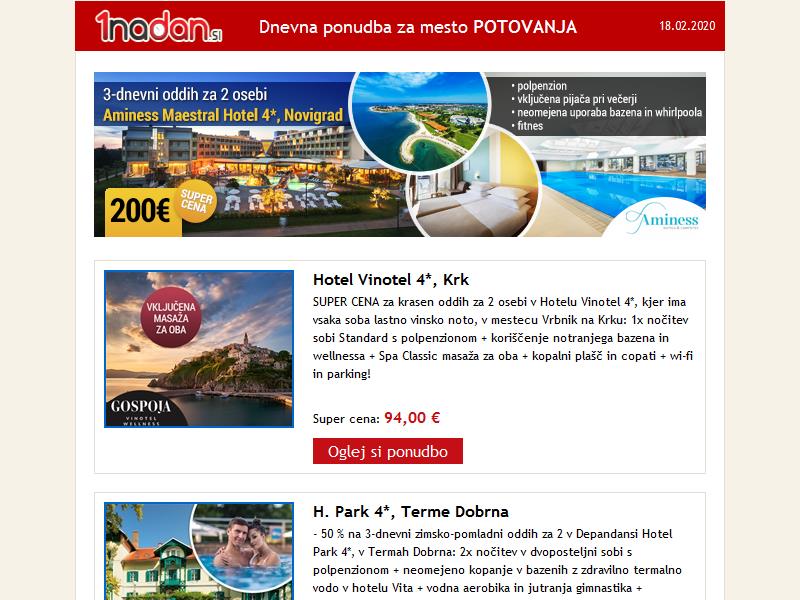 1nadan.si
Dnevna ponudba za mesto POTOVANJA
18.02.2020
3-dnevni oddih za 2 osebi
Aminess Maestral Hotel 4*, Novigrad
• polpenzion
• vključena pijača pri večerji
• neomejena uporaba bazena in whirlpoola
• fitnes
200€
SUPER
CENA
Aminess
Hotel Vinotel 4*, Krk
SUPER CENA za krasen oddih za 2 osebi v Hotelu Vinotel 4*, kjer ima
vsaka soba lastno vinsko noto, v mestecu Vrbnik na Krku: 1x nočitev
sobi Standard s polpenzionom + koriščenje notranjega bazena in
wellnessa + Spa Classic masaža za oba + kopalni plašč in copati + wi-fi
in parking!
VKLJUČENA
MASAŽA
ZA OBA
GOSPOJA
VINOTEL
WELLNESS
Super cena: 94,00 €
Oglej si ponudbo
H. Park 4*, Terme Dobrna
- 50 % na 3-dnevni zimsko-pomladni oddih za 2 v Depandansi Hotel
Park 4*, v Termah Dobrna: 2x nočitev v dvoposteljni sobi s
polpenzionom + neomejeno kopanje v bazenih z zdravilno termalno
vodo v hotelu Vita + vodna aerobika in jutranja gimnastika +